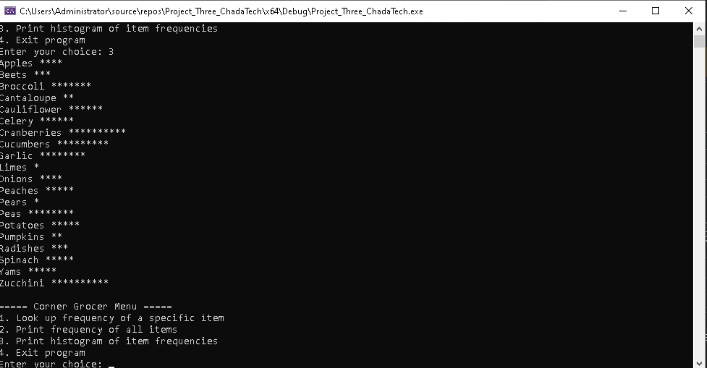 C:\Users\Administrator\source\repos\Project_Three_ChadaTech\x64\Debug\Project_Three_ChadaTech.exe
3. Print histogram of item frequencies
4. Exit program
Enter your choice: 3
Apples ****
Beets ***
Broccoli *******
Cantaloupe **
Cauliflower ******
Celery ******
Cranberries **********
Cucumbers *********
Garlic ********
Limes *
Onions ****
Peaches *****
Pears *
Peas ********
Potatoes *****
Pumpkins **
Radishes ***
Spinach *****
Yams *****
Zucchini **********
===== Corner Grocer Menu =====
1. Look up frequency of a specific item
2. Print frequency of all items
3. Print histogram of item frequencies
4. Exit program
Enter your choice: _